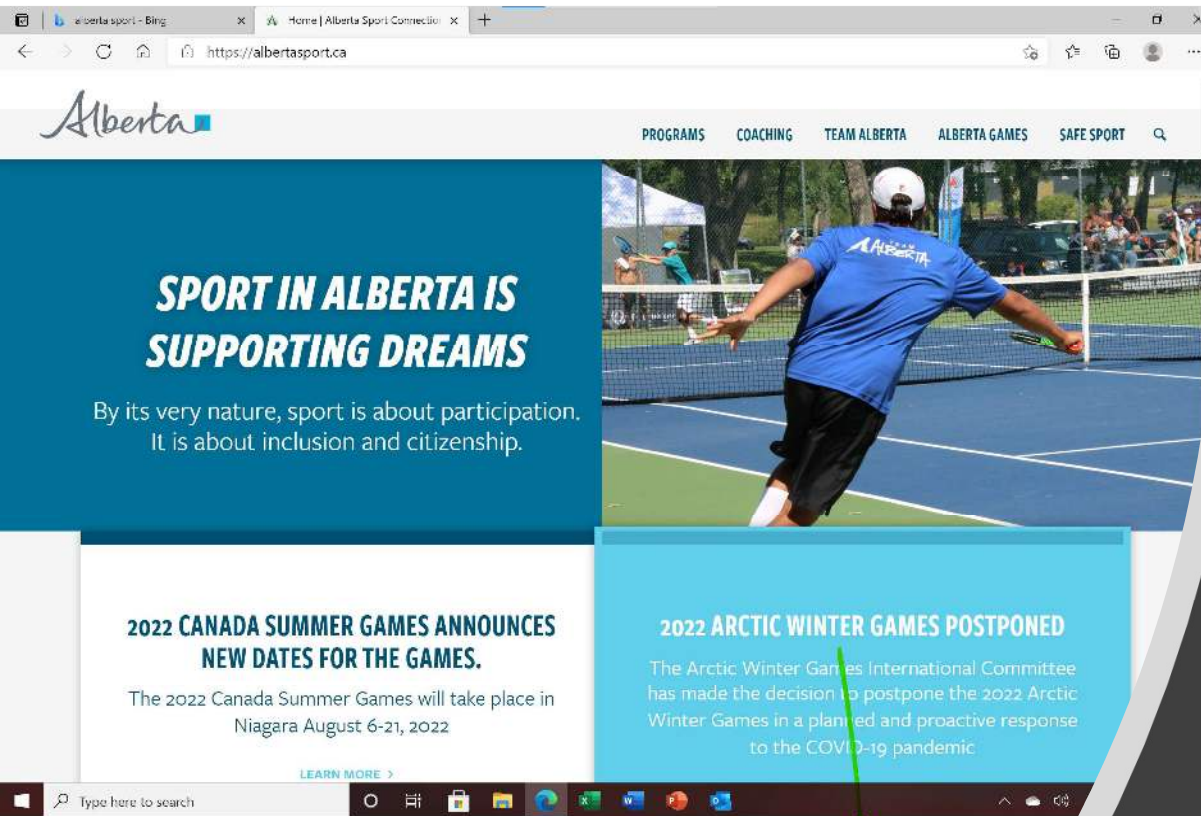 alberta sport - Bing
Home | Alberta Sport Connection
https://albertasport.ca
Alberta
PROGRAMS COACHING TEAM ALBERTA ALBERTA GAMES SAFE SPORT
TEAM
ALBERTA
SPORT IN ALBERTA IS
SUPPORTING DREAMS
By its very nature, sport is about participation.
It is about inclusion and citizenship.
2022 CANADA SUMMER GAMES ANNOUNCES
NEW DATES FOR THE GAMES.
The 2022 Canada Summer Games will take place in
Niagara August 6-21, 2022
LEARN MORE >
2022 ARCTIC WINTER GAMES POSTPONED
The Arctic Winter Games International Committee
has made the decision to postpone the 2022 Arctic
Winter Games in a planned and proactive response
to the COVID-19 pandemic
Type here to search